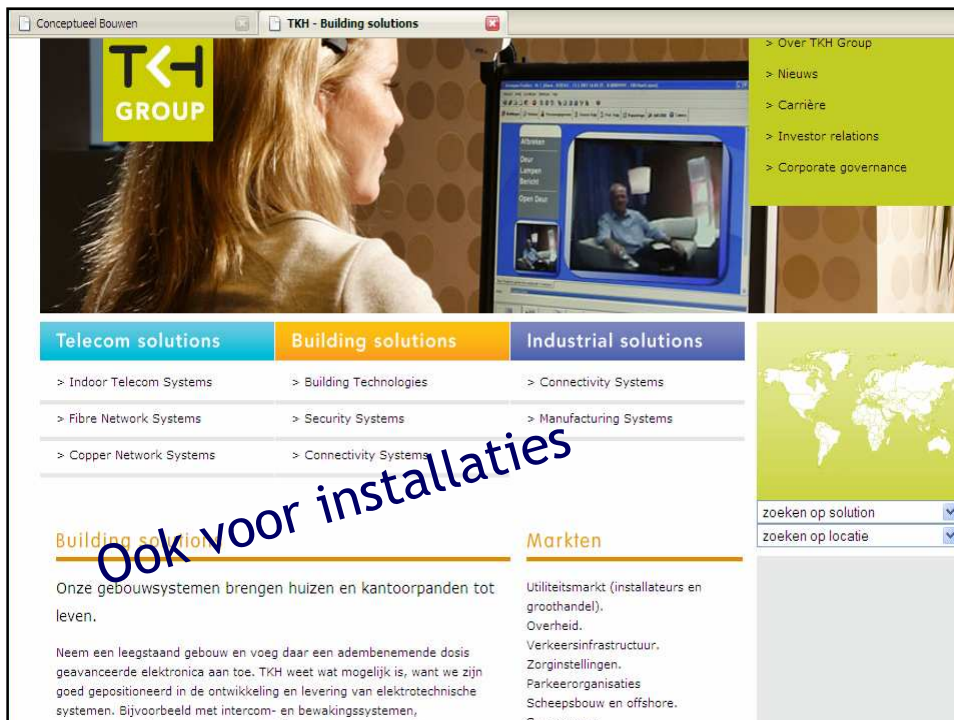 Conceptueel Bouwen
TKH - Building solutions
TKH
GROUP
> Over TKH Group
> Nieuws
> Carrière
> Investor relations
> Corporate governance
Afbreken
Deur
Lampen
Bericht
Open Deur
Telecom solutions
> Indoor Telecom Systems
> Fibre Network Systems
> Copper Network Systems
Building solutions
> Building Technologies
> Security Systems
> Connectivity Systems
Industrial solutions
> Connectivity Systems
> Manufacturing Systems
zoeken op solution
zoeken op locatie
Ook voor installaties
Building solutions
Onze gebouwsystemen brengen huizen en kantoorpanden tot
leven.
Neem een leegstaand gebouw en voeg daar een adembenemende dosis
geavanceerde elektronica aan toe. TKH weet wat mogelijk is, want we zijn
goed gepositioneerd in de ontwikkeling en levering van elektrotechnische
systemen. Bijvoorbeeld met intercom- en bewakingssystemen,
Markten
Utiliteitsmarkt (installateurs en
groothandel).
Overheid.
Verkeersinfrastructuur.
Zorginstellingen.
Parkeerorganisaties
Scheepsbouw en offshore.